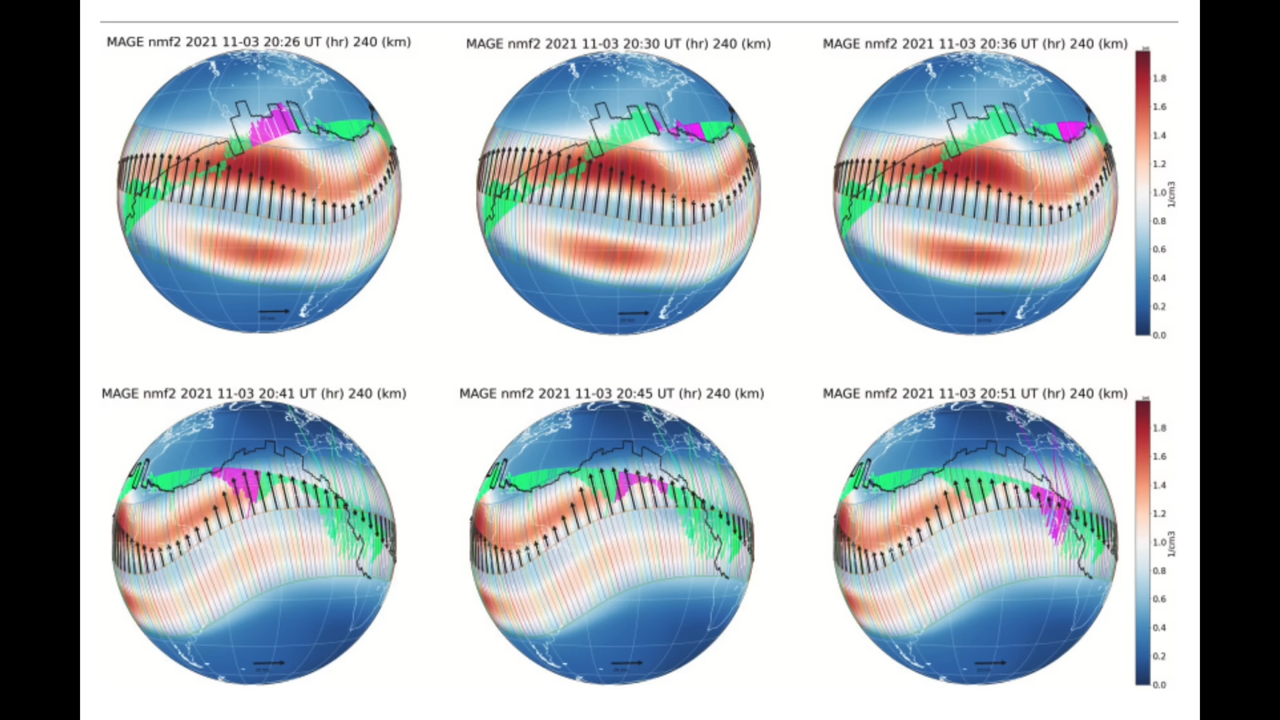 MAGE nmf2 2021 11-03 20:26 UT (hr) 240 (km)
MAGE nmf2 2021 11-03 20:30 UT (hr) 240 (km)
MAGE nmf2 2021 11-03 20:36 UT (hr) 240 (km)
1.8
1.6
1.4
1.2
1.0
0.8
0.6
0.4
0.2
0.0
1/cm3
MAGE nmf2 2021 11-03 20:41 UT (hr) 240 (km)
MAGE nmf2 2021 11-03 20:45 UT (hr) 240 (km)
MAGE nmf2 2021 11-03 20:51 UT (hr) 240 (km)
1.8
1.6
1.4
1.2
1.0
0.8
0.6
0.4
0.2
0.0
1/cm3